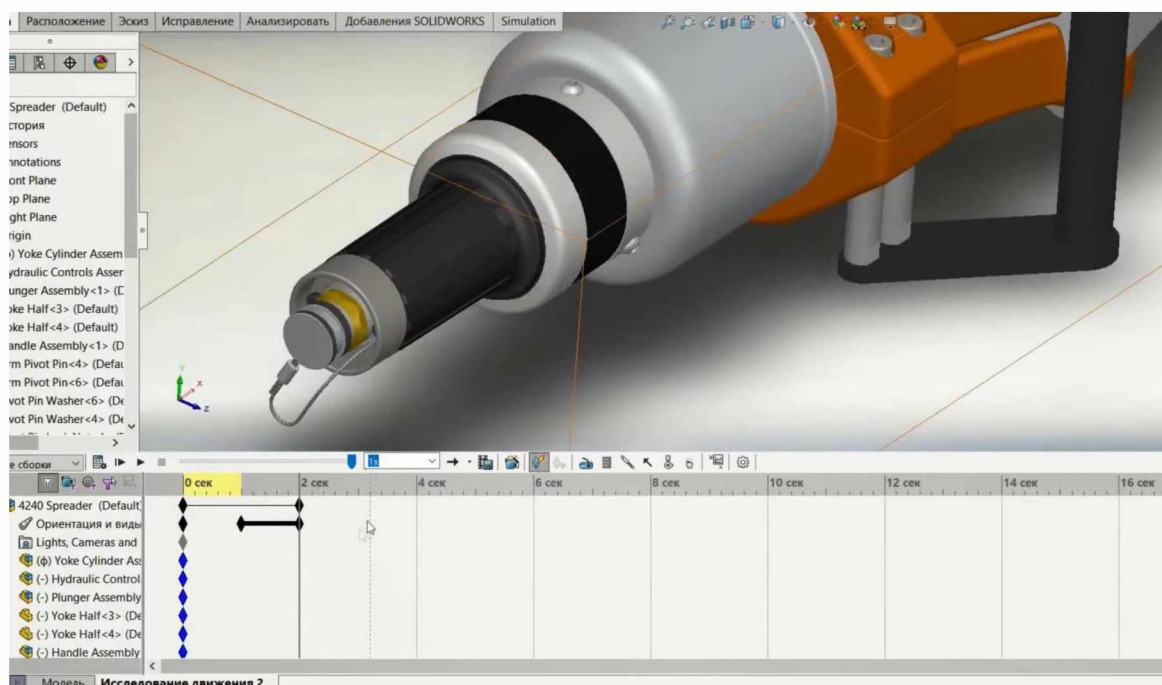 Расположение Эскиз Исправление Анализировать Добавления SOLIDWORKS Simulation
Spreader (Default)
стория
ensors
nnotations
ont Plane
op Plane
ght Plane
rigin
) Yoke Cylinder Assem
ydraulic Controls Asser
unger Assembly<1> (D
oke Half<3> (Default)
oke Half<4> (Default)
andle Assembly<1> (D
rm Pivot Pin<4> (Defau
rm Pivot Pin<6> (Defau
vot Pin Washer<6> (De
vot Pin Washer<4> (De
Y
X
Z
е сборки 1x
0 сек 2 сек 4 сек 6 сек 8 сек 10 сек 12 сек 14 сек 16 сек
4240 Spreader (Default
Ориентация и виды
Lights, Cameras and
(ф) Yoke Cylinder Ass
(-) Hydraulic Control
(-) Plunger Assembly
(-) Yoke Half<3> (De
(-) Yoke Half<4> (De
(-) Handle Assembly
Модель Исследование движения 2